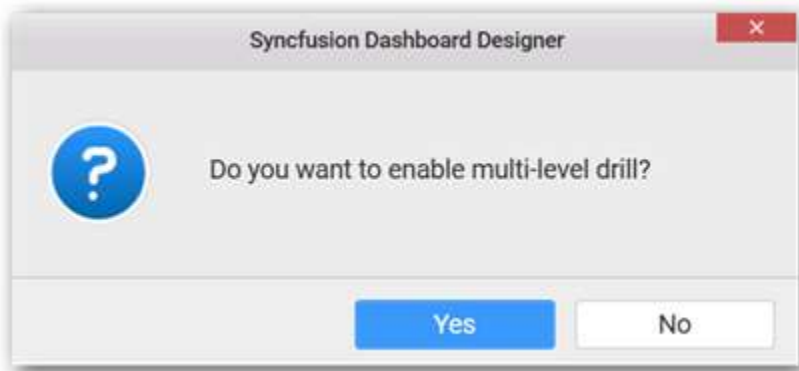 Syncfusion Dashboard Designer
Do you want to enable multi-level drill?
Yes No